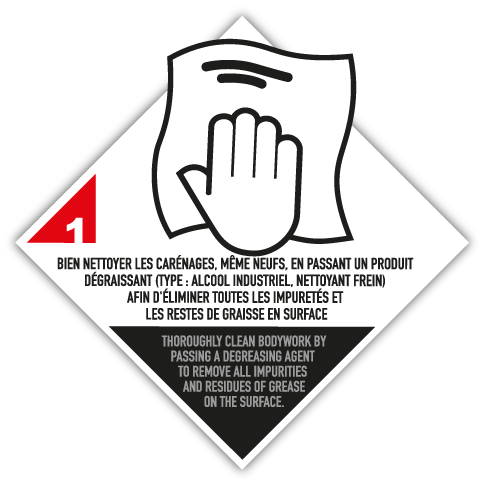 1
BIEN NETTOYER LES CARÉNAGES, MÊME NEUFS, EN PASSANT UN PRODUIT
DÉGRAISSANT (TYPE : ALCOOL INDUSTRIEL, NETTOYANT FREIN)
AFIN D'ÉLIMINER TOUTES LES IMPURETÉS ET
LES RESTES DE GRAISSE EN SURFACE
THOROUGHLY CLEAN BODYWORK BY
PASSING A DEGREASING AGENT
TO REMOVE ALL IMPURITIES
AND RESIDUES OF GREASE
ON THE SURFACE.